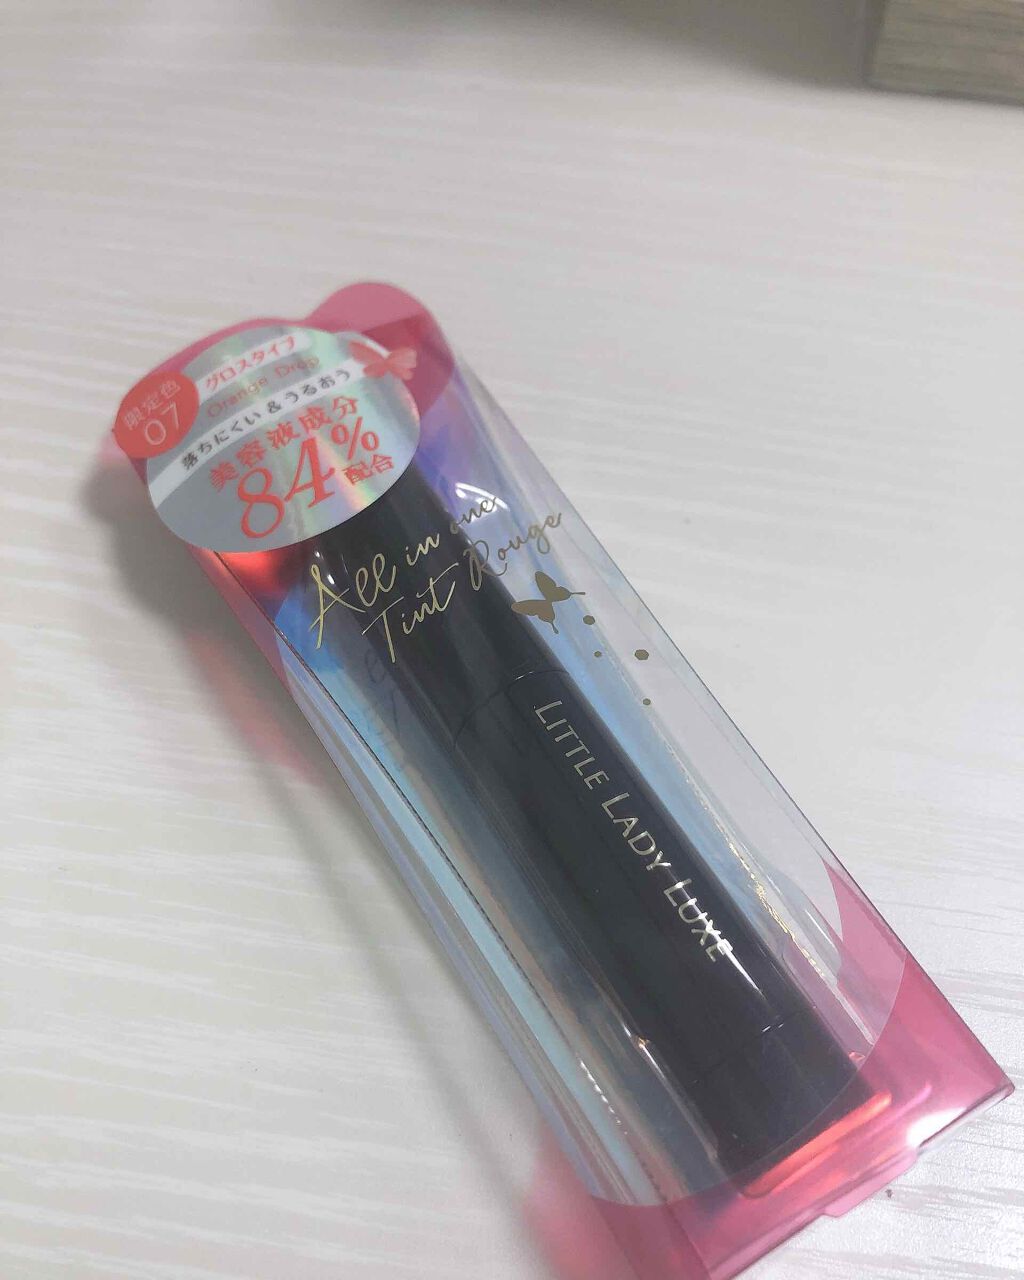 限定色
07
グロスタイプ
Orange Drop
落ちにくい&うるおう
美容液成分
84%
配合
All in one
Tint Rouge
LITTLE LADY LUXE